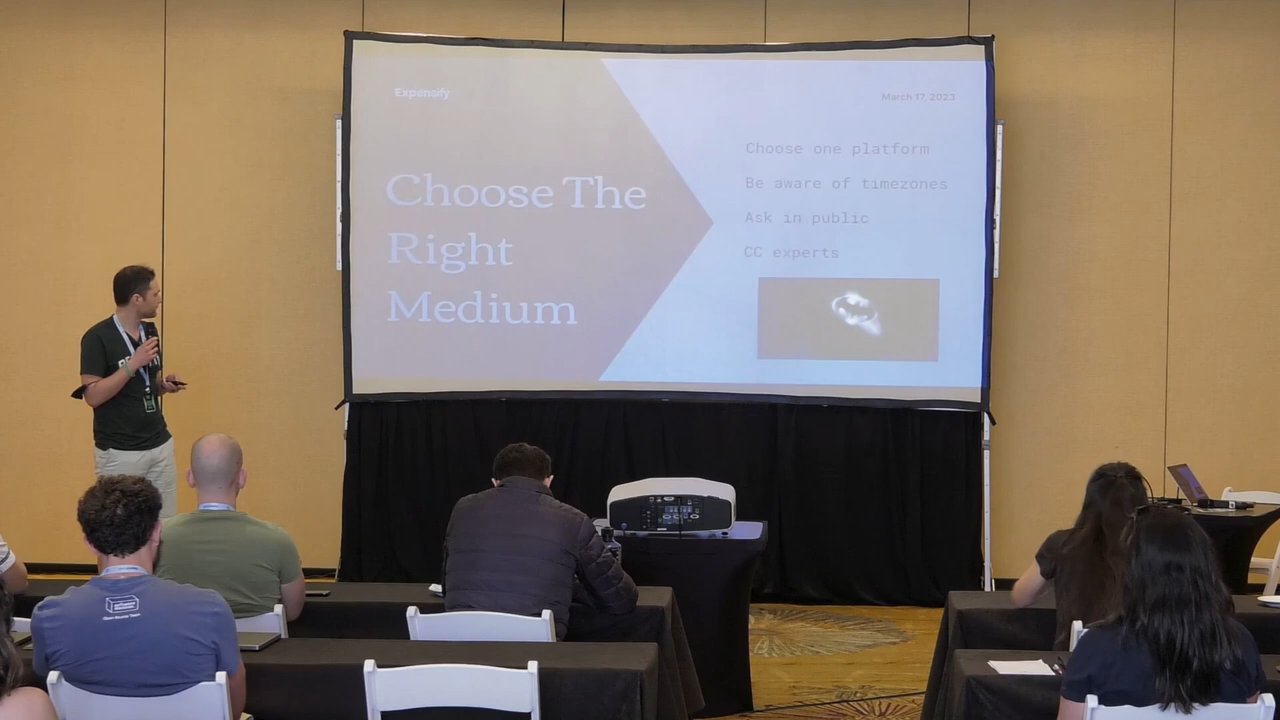 Expensify
March 17, 2023
Choose The
Right
Medium
Choose one platform
Be aware of timezones
Ask in public
CC experts